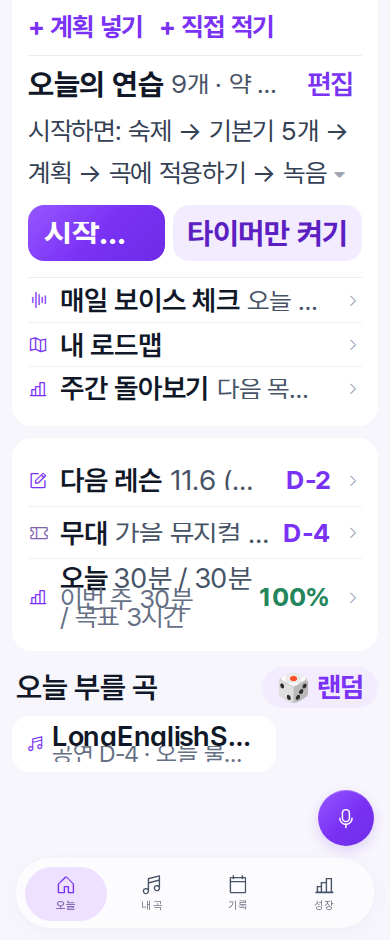 + 계획 넣기 + 직접 적기
오늘의 연습 9개 · 약 ... 편집
시작하면: 숙제 → 기본기 5개 →
계획 → 곡에 적용하기 → 녹음
시작... 타이머만 켜기
매일 보이스 체크 오늘 ...
내 로드맵
주간 돌아보기 다음 목...
다음 레슨 11.6 (... D-2
무대 가을 뮤지컬 ... D-4
오늘 30분 / 30분
이번 주 30분
/ 목표 3시간
100%
오늘 부를 곡 랜덤
LongEnglishS...
공연 D-4 · 오늘 불...
오늘 내 곡 기록 성장